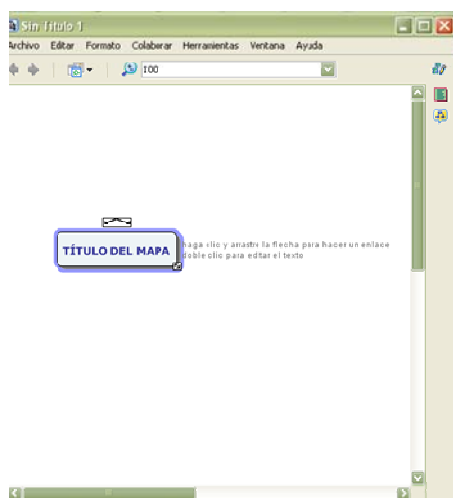 Sin Título 1
Archivo Editar Formato Colaborar Herramientas Ventana Ayuda
100
TÍTULO DEL MAPA
haga clic y arrastre la flecha para hacer un enlace
doble clic para editar el texto